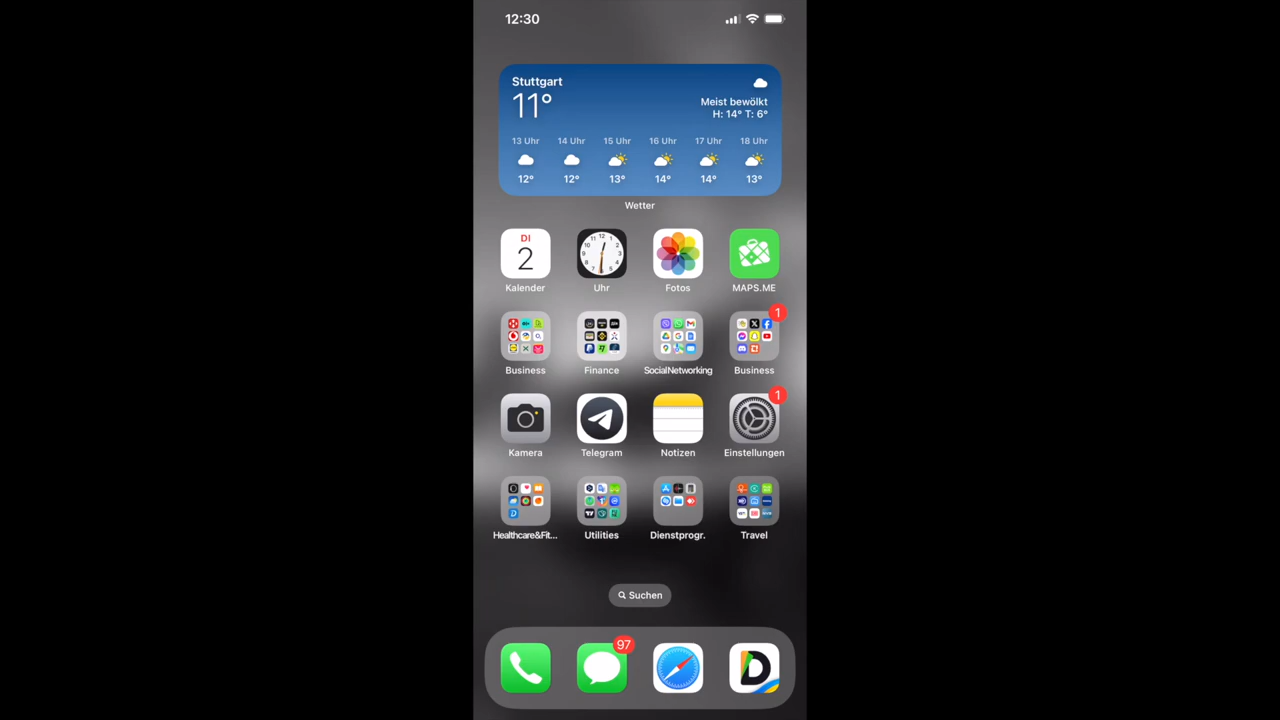 12:30
Stuttgart
11°
Meist bewölkt
H: 14° T: 6°
13 Uhr 14 Uhr 15 Uhr 16 Uhr 17 Uhr 18 Uhr
12° 12° 13° 14° 14° 13°
Wetter
DI
2
Kalender Uhr Fotos MAPS.ME
1
Business Finance SocialNetworking Business
1
Kamera Telegram Notizen Einstellungen
Healthcare&Fit... Utilities Dienstprogr. Travel
Suchen
97